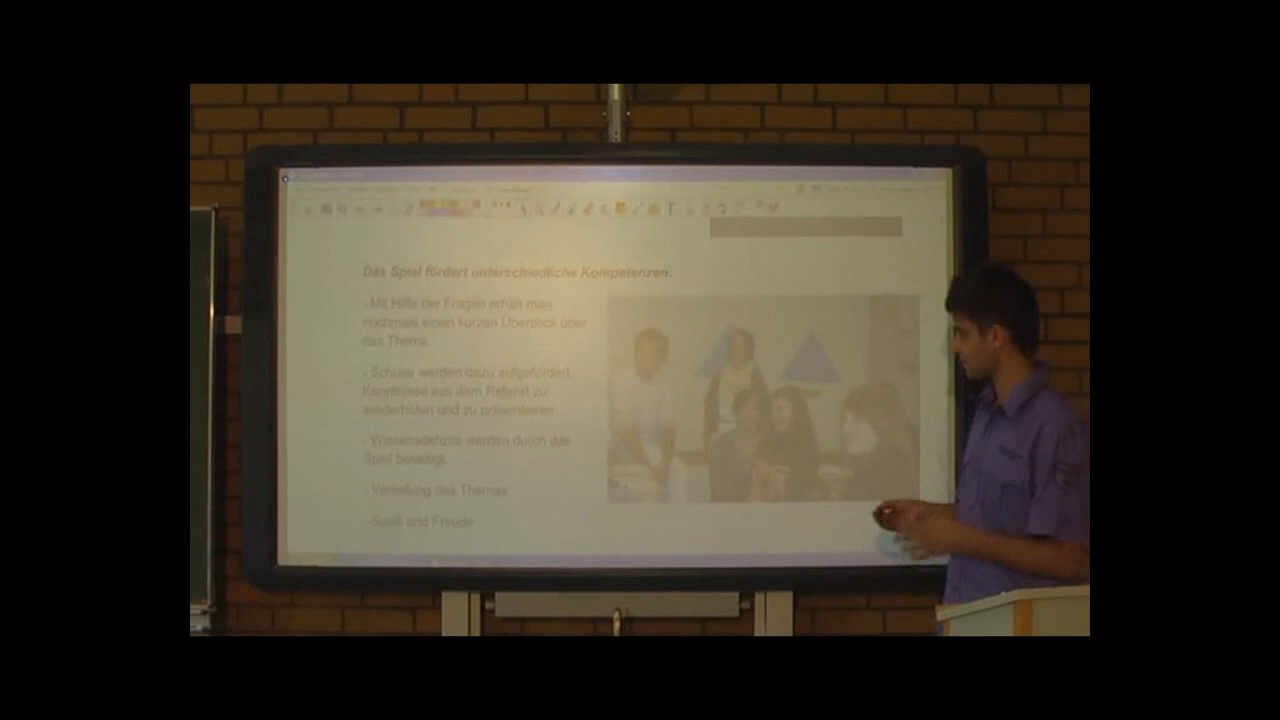 Das Spiel fördert unterschiedliche Kompetenzen.
- Mit Hilfe der Fragen erhält man
nochmals einen kurzen Überblick über
das Thema.
- Schüler werden dazu aufgefordert,
Kenntnisse aus dem Referat zu
wiederholen und zu präsentieren.
- Wissensdefizite werden durch das
Spiel beseitigt.
- Vertiefung des Themas
- Spaß und Freude